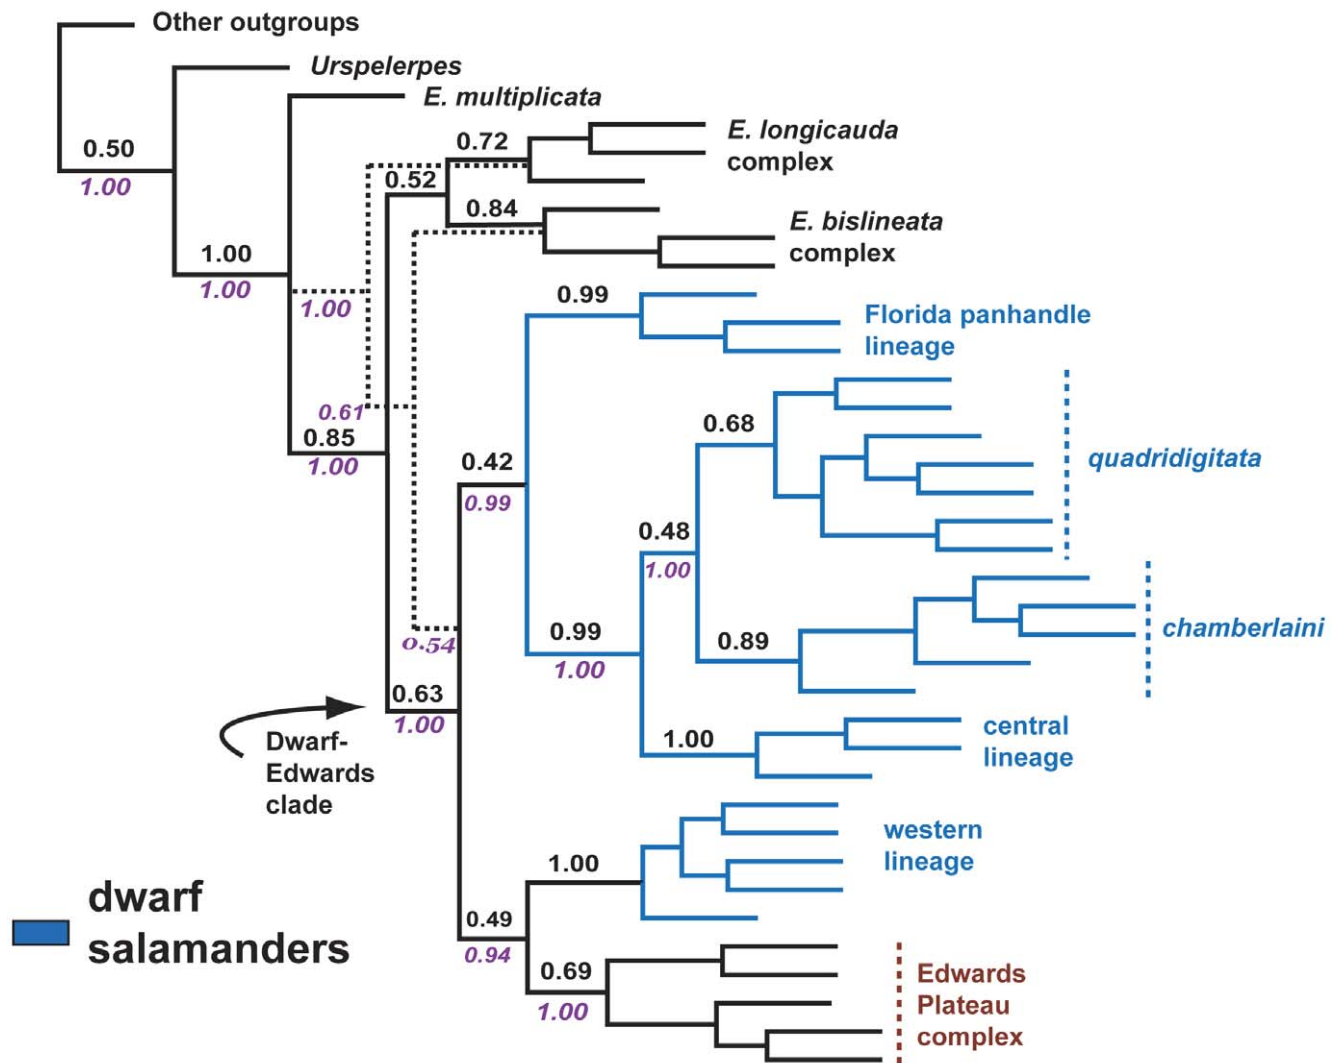 Other outgroups
Urspelerpes
E. multiplicata
E. longicauda
complex
0.72
0.50
1.00
0.52
0.84
E. bislineata
complex
1.00
1.00
1.00
0.99
Florida panhandle
lineage
0.61
0.85
1.00
0.68
quadridigitata
0.42
0.99
0.48
1.00
chamberlaini
0.54
0.99
1.00
0.89
0.63
1.00
Dwarf-
Edwards
clade
1.00
central
lineage
western
lineage
1.00
dwarf
salamanders
0.49
0.94
0.69
1.00
Edwards
Plateau
complex